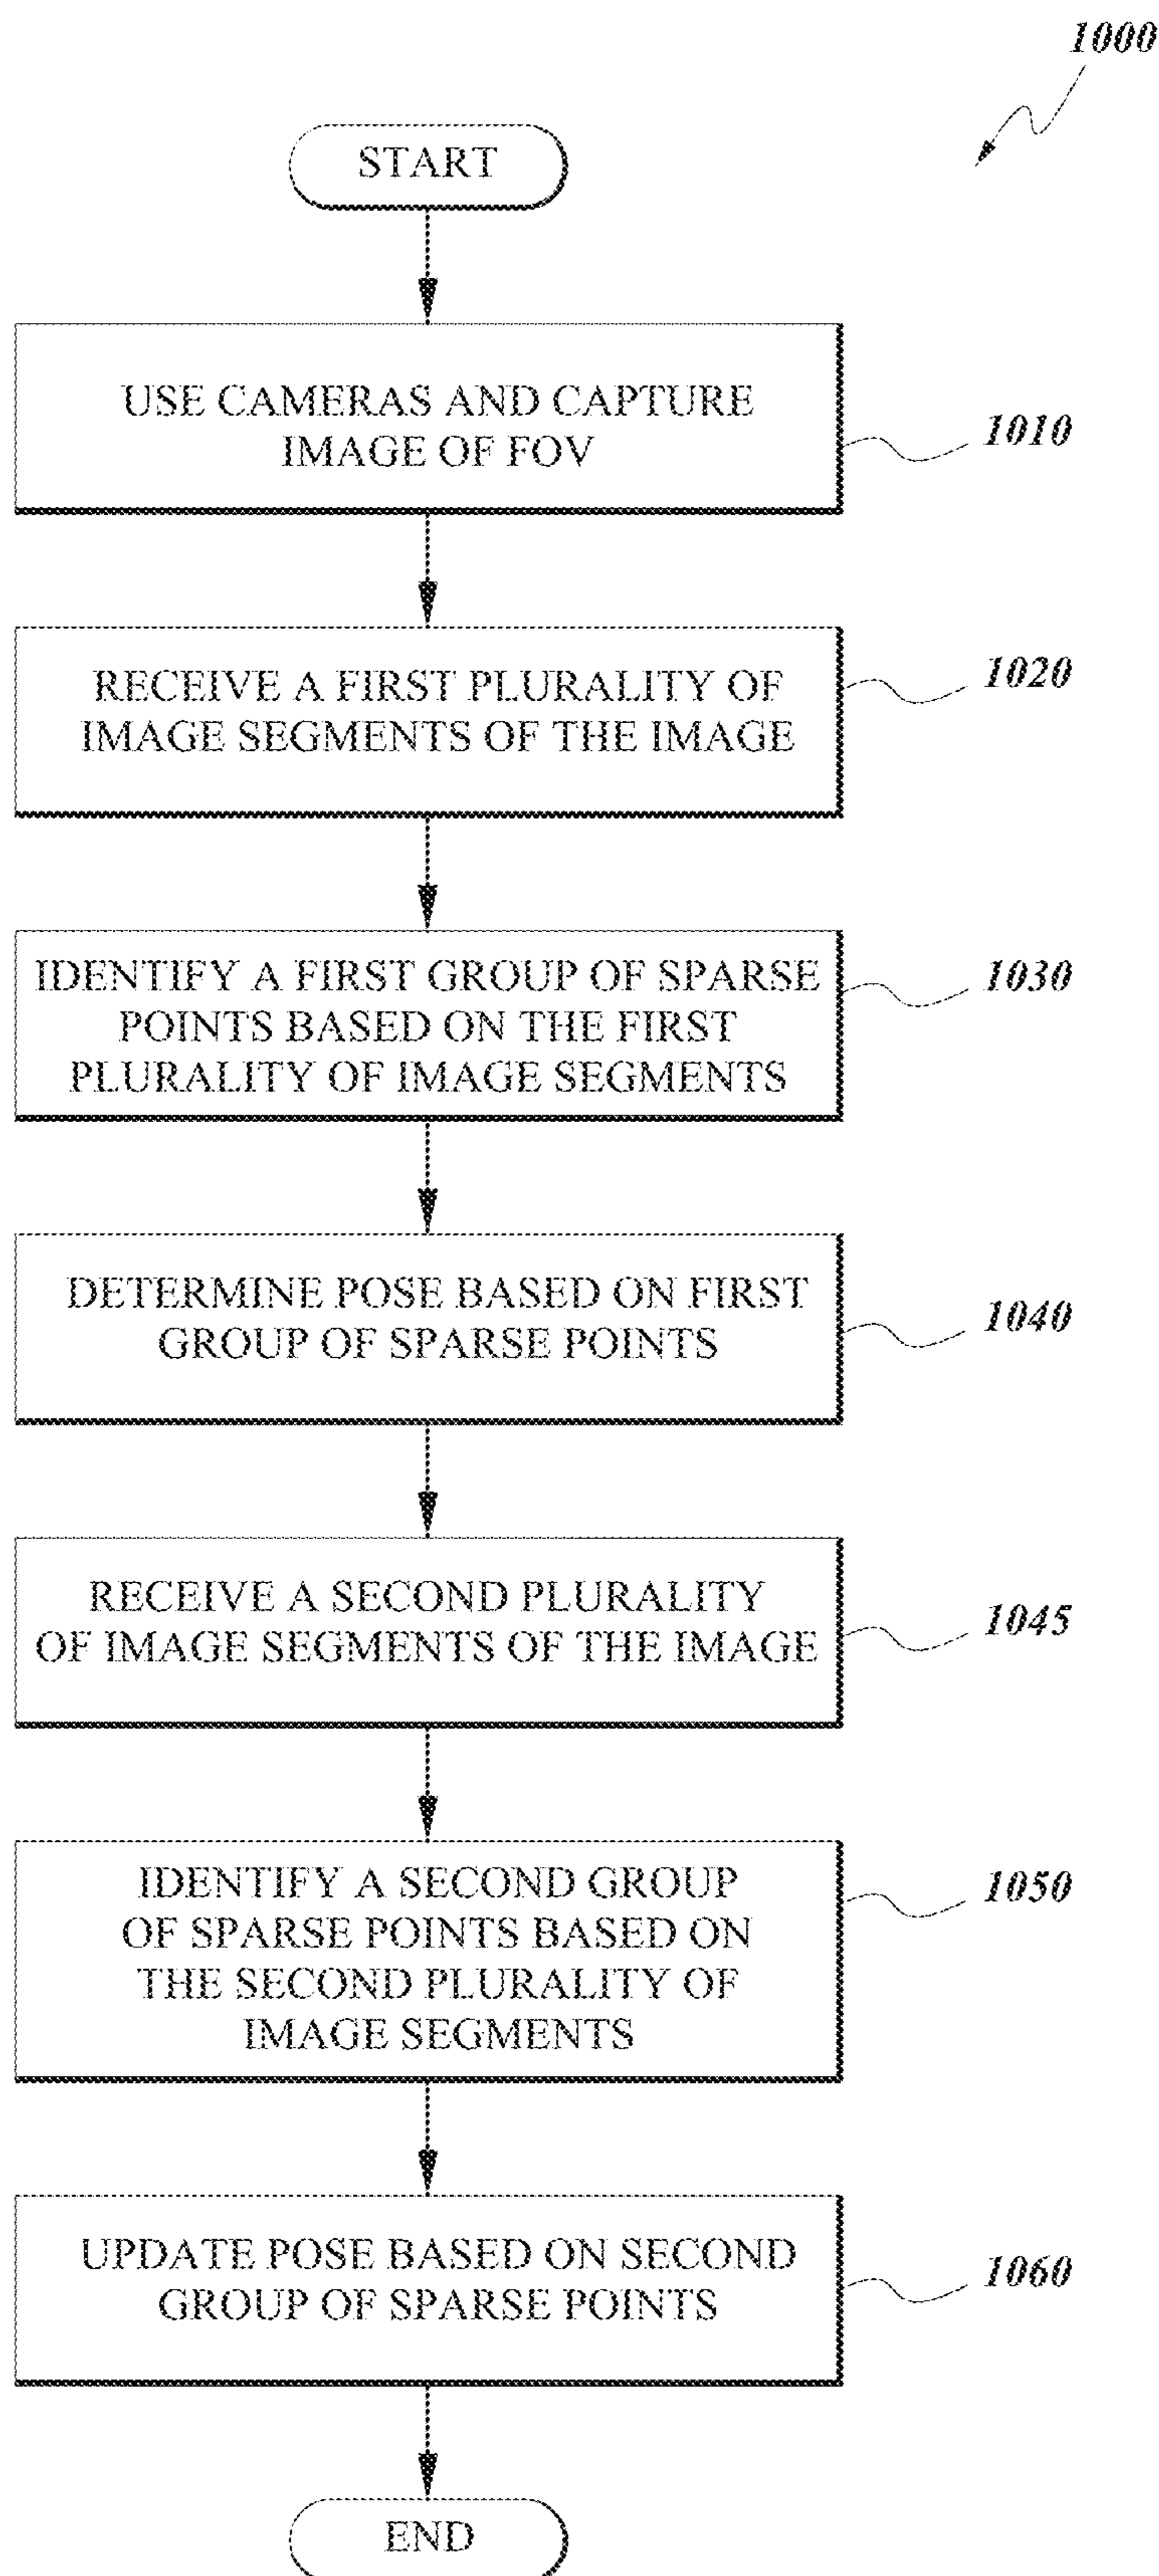 1000
START
USE CAMERAS AND CAPTURE
IMAGE OF FOV
1010
RECEIVE A FIRST PLURALITY OF
IMAGE SEGMENTS OF THE IMAGE
1020
IDENTIFY A FIRST GROUP OF SPARSE
POINTS BASED ON THE FIRST
PLURALITY OF IMAGE SEGMENTS
1030
DETERMINE POSE BASED ON FIRST
GROUP OF SPARSE POINTS
1040
RECEIVE A SECOND PLURALITY
OF IMAGE SEGMENTS OF THE IMAGE
1045
IDENTIFY A SECOND GROUP
OF SPARSE POINTS BASED ON
THE SECOND PLURALITY OF
IMAGE SEGMENTS
1050
UPDATE POSE BASED ON SECOND
GROUP OF SPARSE POINTS
1060
END